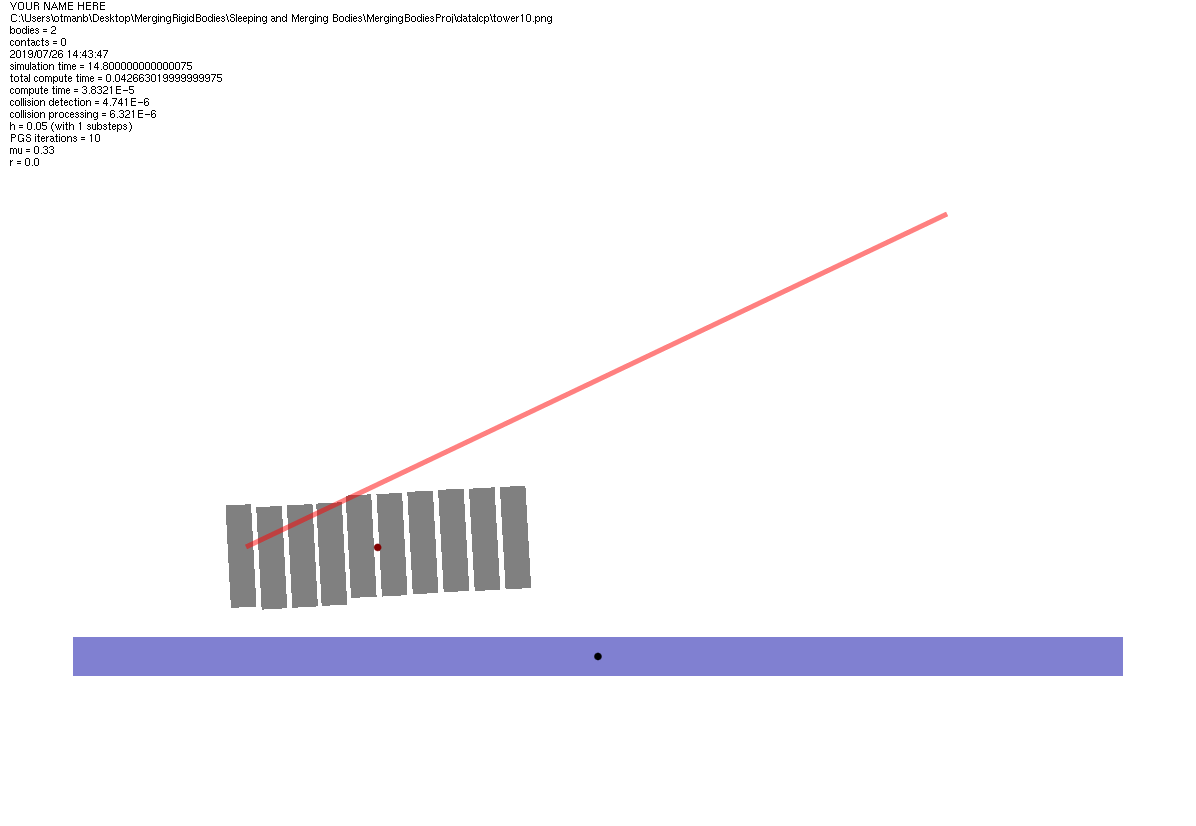 YOUR NAME HERE
C:\Users\otmanb\Desktop\MergingRigidBodies\Sleeping and Merging Bodies\MergingBodiesProj\datalcp\tower10.png
bodies = 2
contacts = 0
2019/07/26 14:43:47
simulation time = 14.800000000000075
total compute time = 0.042663019999999975
compute time = 3.8321E-5
collision detection = 4.741E-6
collision processing = 6.321E-6
h = 0.05 (with 1 substeps)
PGS iterations = 10
mu = 0.33
r = 0.0